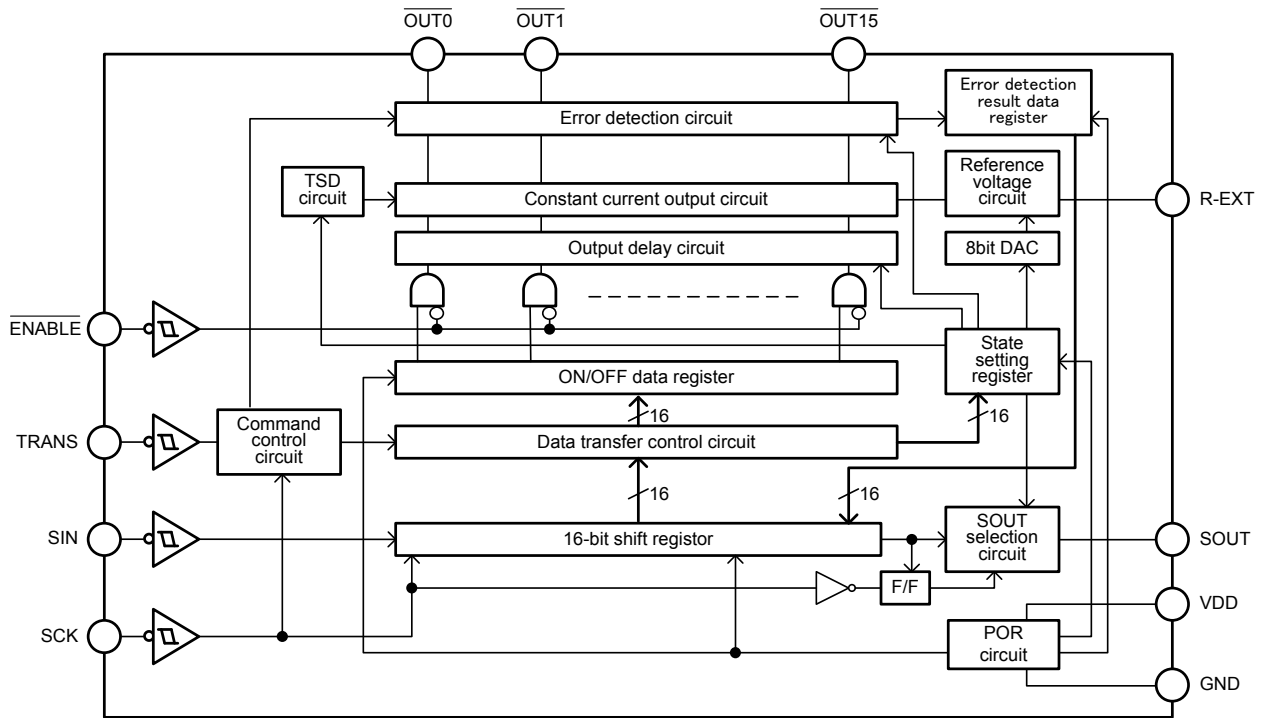 OUT0 OUT1 OUT15
Error detection circuit
Error detection
result data
register
TSD
circuit
Constant current output circuit
Reference
voltage
circuit
R-EXT
Output delay circuit
8bit DAC
ENABLE
State
setting
register
ON/OFF data register
16
16
TRANS
Command
control
circuit
Data transfer control circuit
16
16
SIN
16-bit shift registor
SOUT
selection
circuit
SOUT
F/F
VDD
SCK
POR
circuit
GND